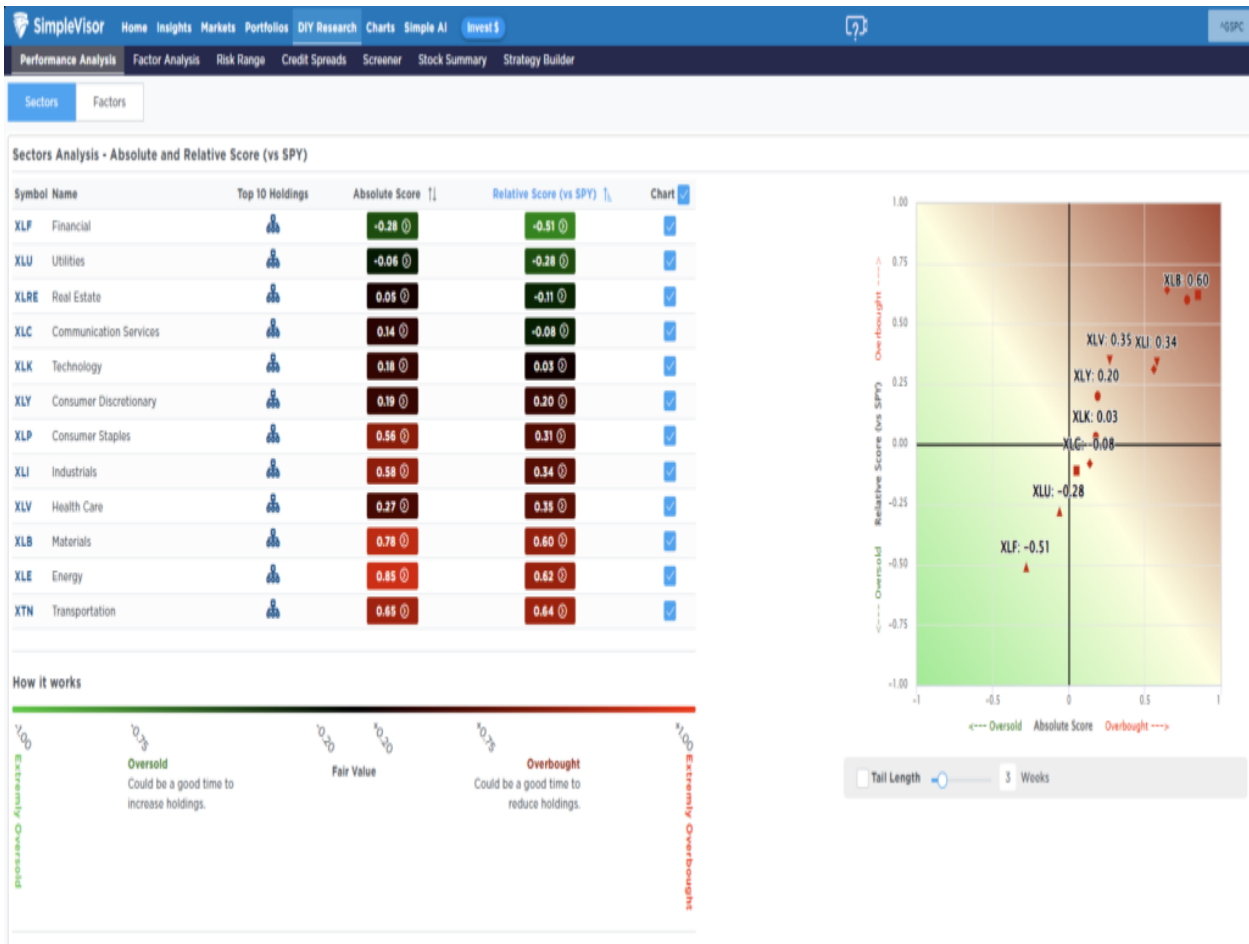 SimpleVisor Home Insights Markets Portfolios DIY Research Charts Simple AI Invest $ ^GSPC
Performance Analysis Factor Analysis Risk Range Credit Spreads Screener Stock Summary Strategy Builder
Sectors Factors
Sectors Analysis - Absolute and Relative Score (vs SPY)
Symbol Name Top 10 Holdings Absolute Score Relative Score (vs SPY) Chart
XLF Financial -0.28 -0.51
XLU Utilities -0.06 -0.28
XLRE Real Estate 0.05 -0.11
XLC Communication Services 0.14 -0.08
XLK Technology 0.18 0.03
XLY Consumer Discretionary 0.19 0.20
XLP Consumer Staples 0.56 0.31
XLI Industrials 0.58 0.34
XLV Health Care 0.27 0.35
XLB Materials 0.78 0.60
XLE Energy 0.85 0.62
XTN Transportation 0.65 0.64
How it works
-1.00 -0.75 -0.20 +0.20 +0.75 +1.00
Extremly Oversold
Oversold
Could be a good time to
increase holdings.
Fair Value
Overbought
Could be a good time to
reduce holdings.
Extremly Overbought
1.00
0.75
0.50
0.25
0.00
-0.25
-0.50
-0.75
-1.00
<--- Oversold Relative Score (vs SPY) Overbought --->
XLB: 0.60
XLV: 0.35 XLI: 0.34
XLY: 0.20
XLK: 0.03
XLC: -0.08
XLU: -0.28
XLF: -0.51
-1 -0.5 0 0.5 1
<--- Oversold Absolute Score Overbought --->
Tail Length 3 Weeks